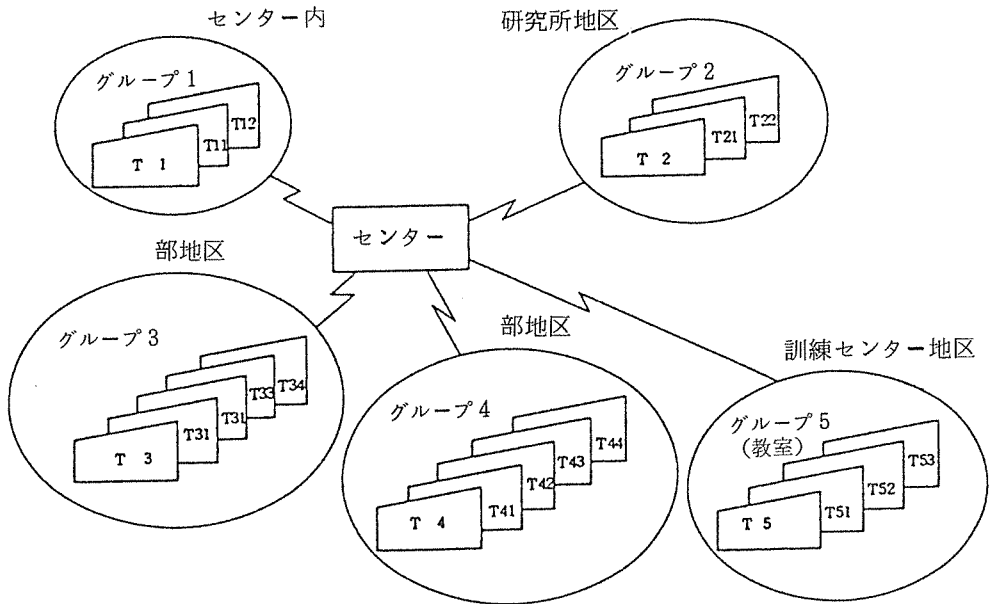 センター内
グループ1
T12
T11
T 1
研究所地区
グループ2
T22
T21
T 2
センター
部地区
グループ3
T34
T33
T31
T31
T 3
部地区
グループ4
T44
T43
T42
T41
T 4
訓練センター地区
グループ5
(教室)
T53
T52
T51
T 5